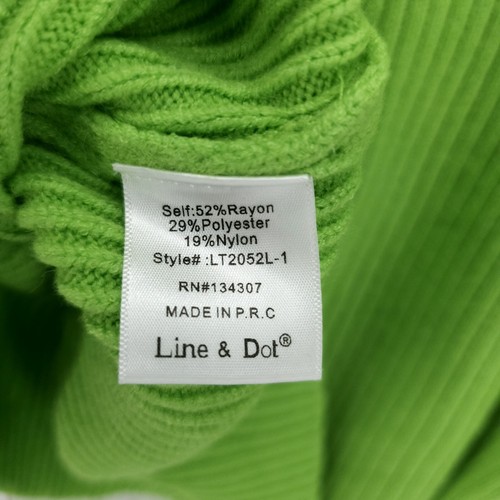 Self:52%Rayon
29%Polyester
19%Nylon
Style# :LT2052L-1
RN#134307
MADE IN P.R.C
Line & Dot®